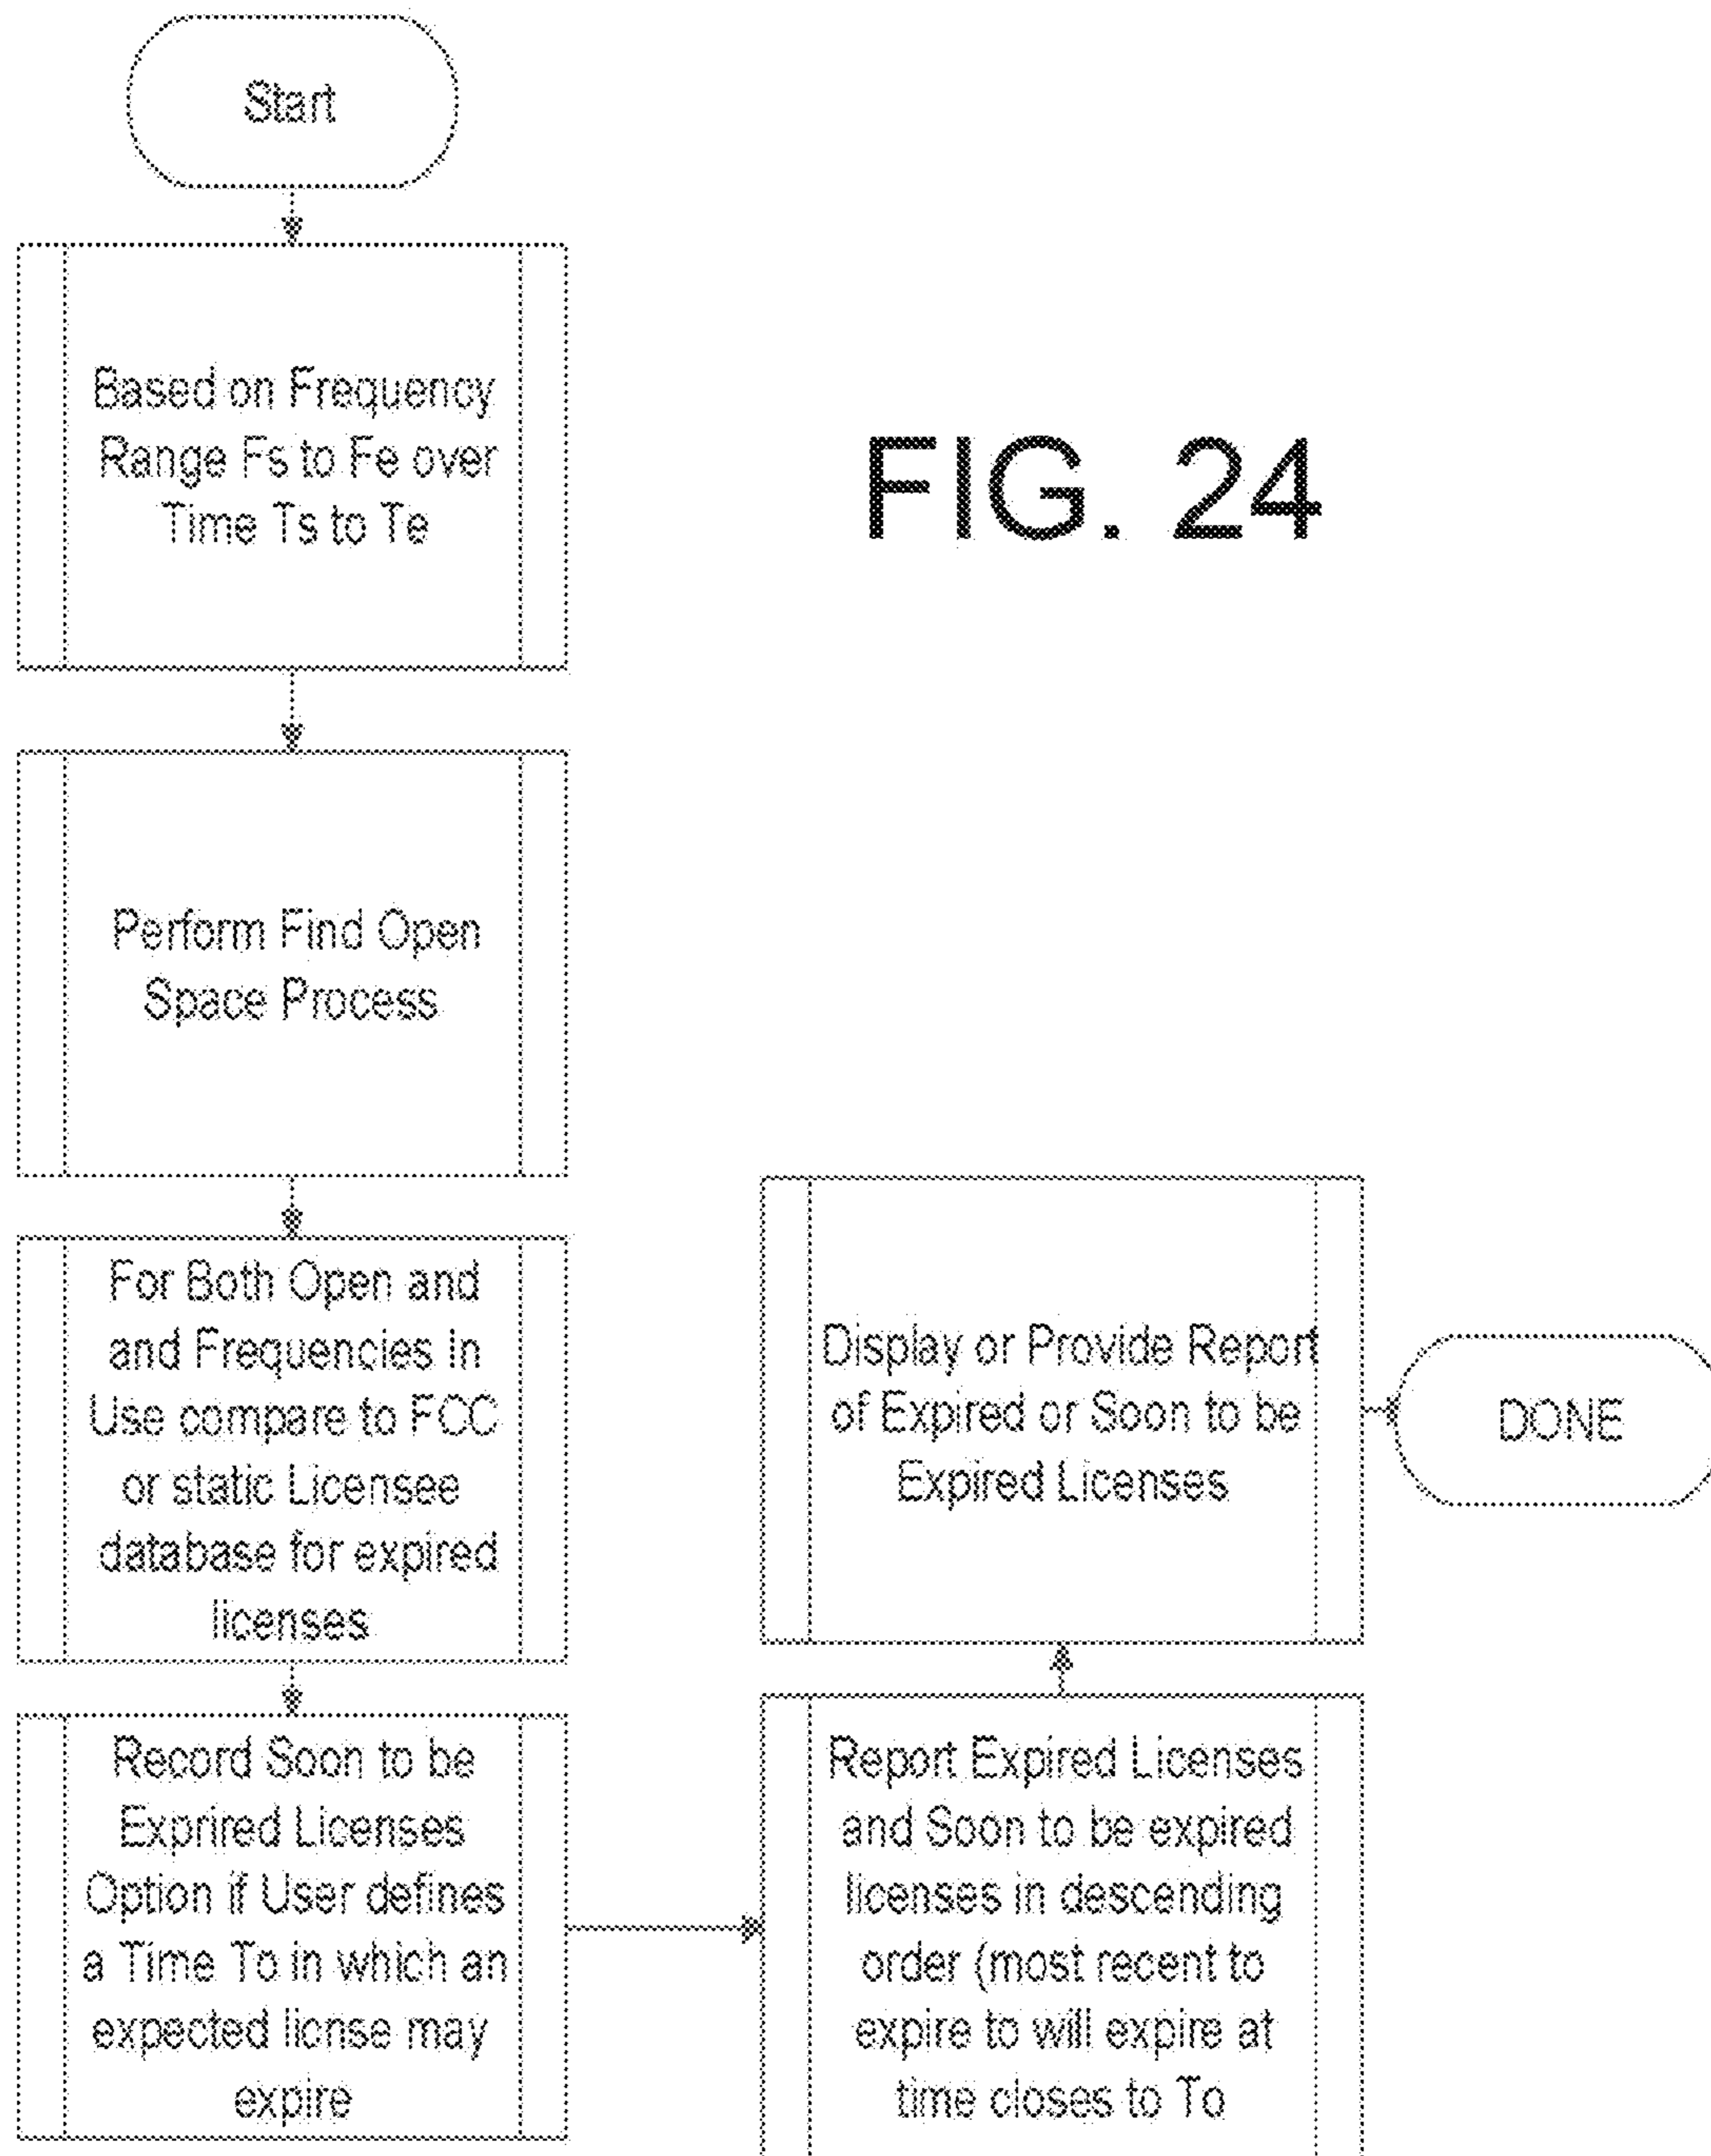 Start
Based on Frequency
Range Fs to Fe over
Time Ts to Te
FIG. 24
Perform Find Open
Space Process
For Both Open and
and Frequencies In
Use compare to FCC
or static Licensee
database for expired
licenses
Record Soon to be
Exprired Licenses
Option if User defines
a Time To in which an
expected licnse may
expire
Report Expired Licenses
and Soon to be expired
licenses in descending
order (most recent to
expire to will expire at
time closes to To
Display or Provide Report
of Expired or Soon to be
Expired Licenses
DONE